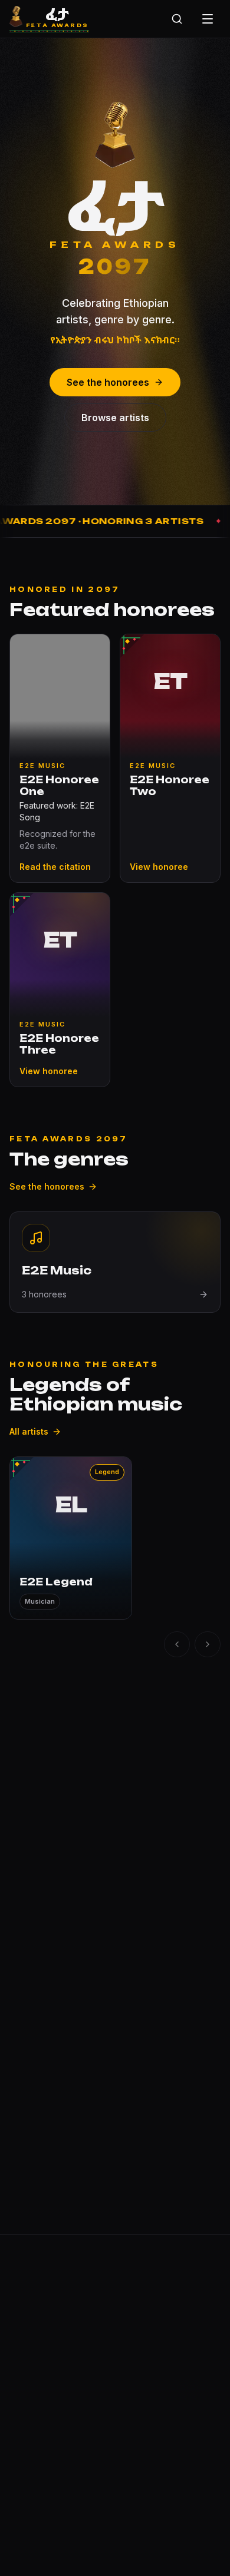 ፈታ
FETA AWARDS
ፈታ
FETA AWARDS
2097
Celebrating Ethiopian
artists, genre by genre.
የኢትዮጵያን ብሩህ ኮከቦች እናክብር።
See the honorees
Browse artists
WARDS 2097 · HONORING 3 ARTISTS
HONORED IN 2097
Featured honorees
E2E MUSIC
E2E Honoree
One
Featured work: E2E
Song
Recognized for the
e2e suite.
Read the citation
ET
E2E MUSIC
E2E Honoree
Two
View honoree
ET
E2E MUSIC
E2E Honoree
Three
View honoree
FETA AWARDS 2097
The genres
See the honorees
E2E Music
3 honorees
HONOURING THE GREATS
Legends of
Ethiopian music
All artists
Legend
EL
E2E Legend
Musician